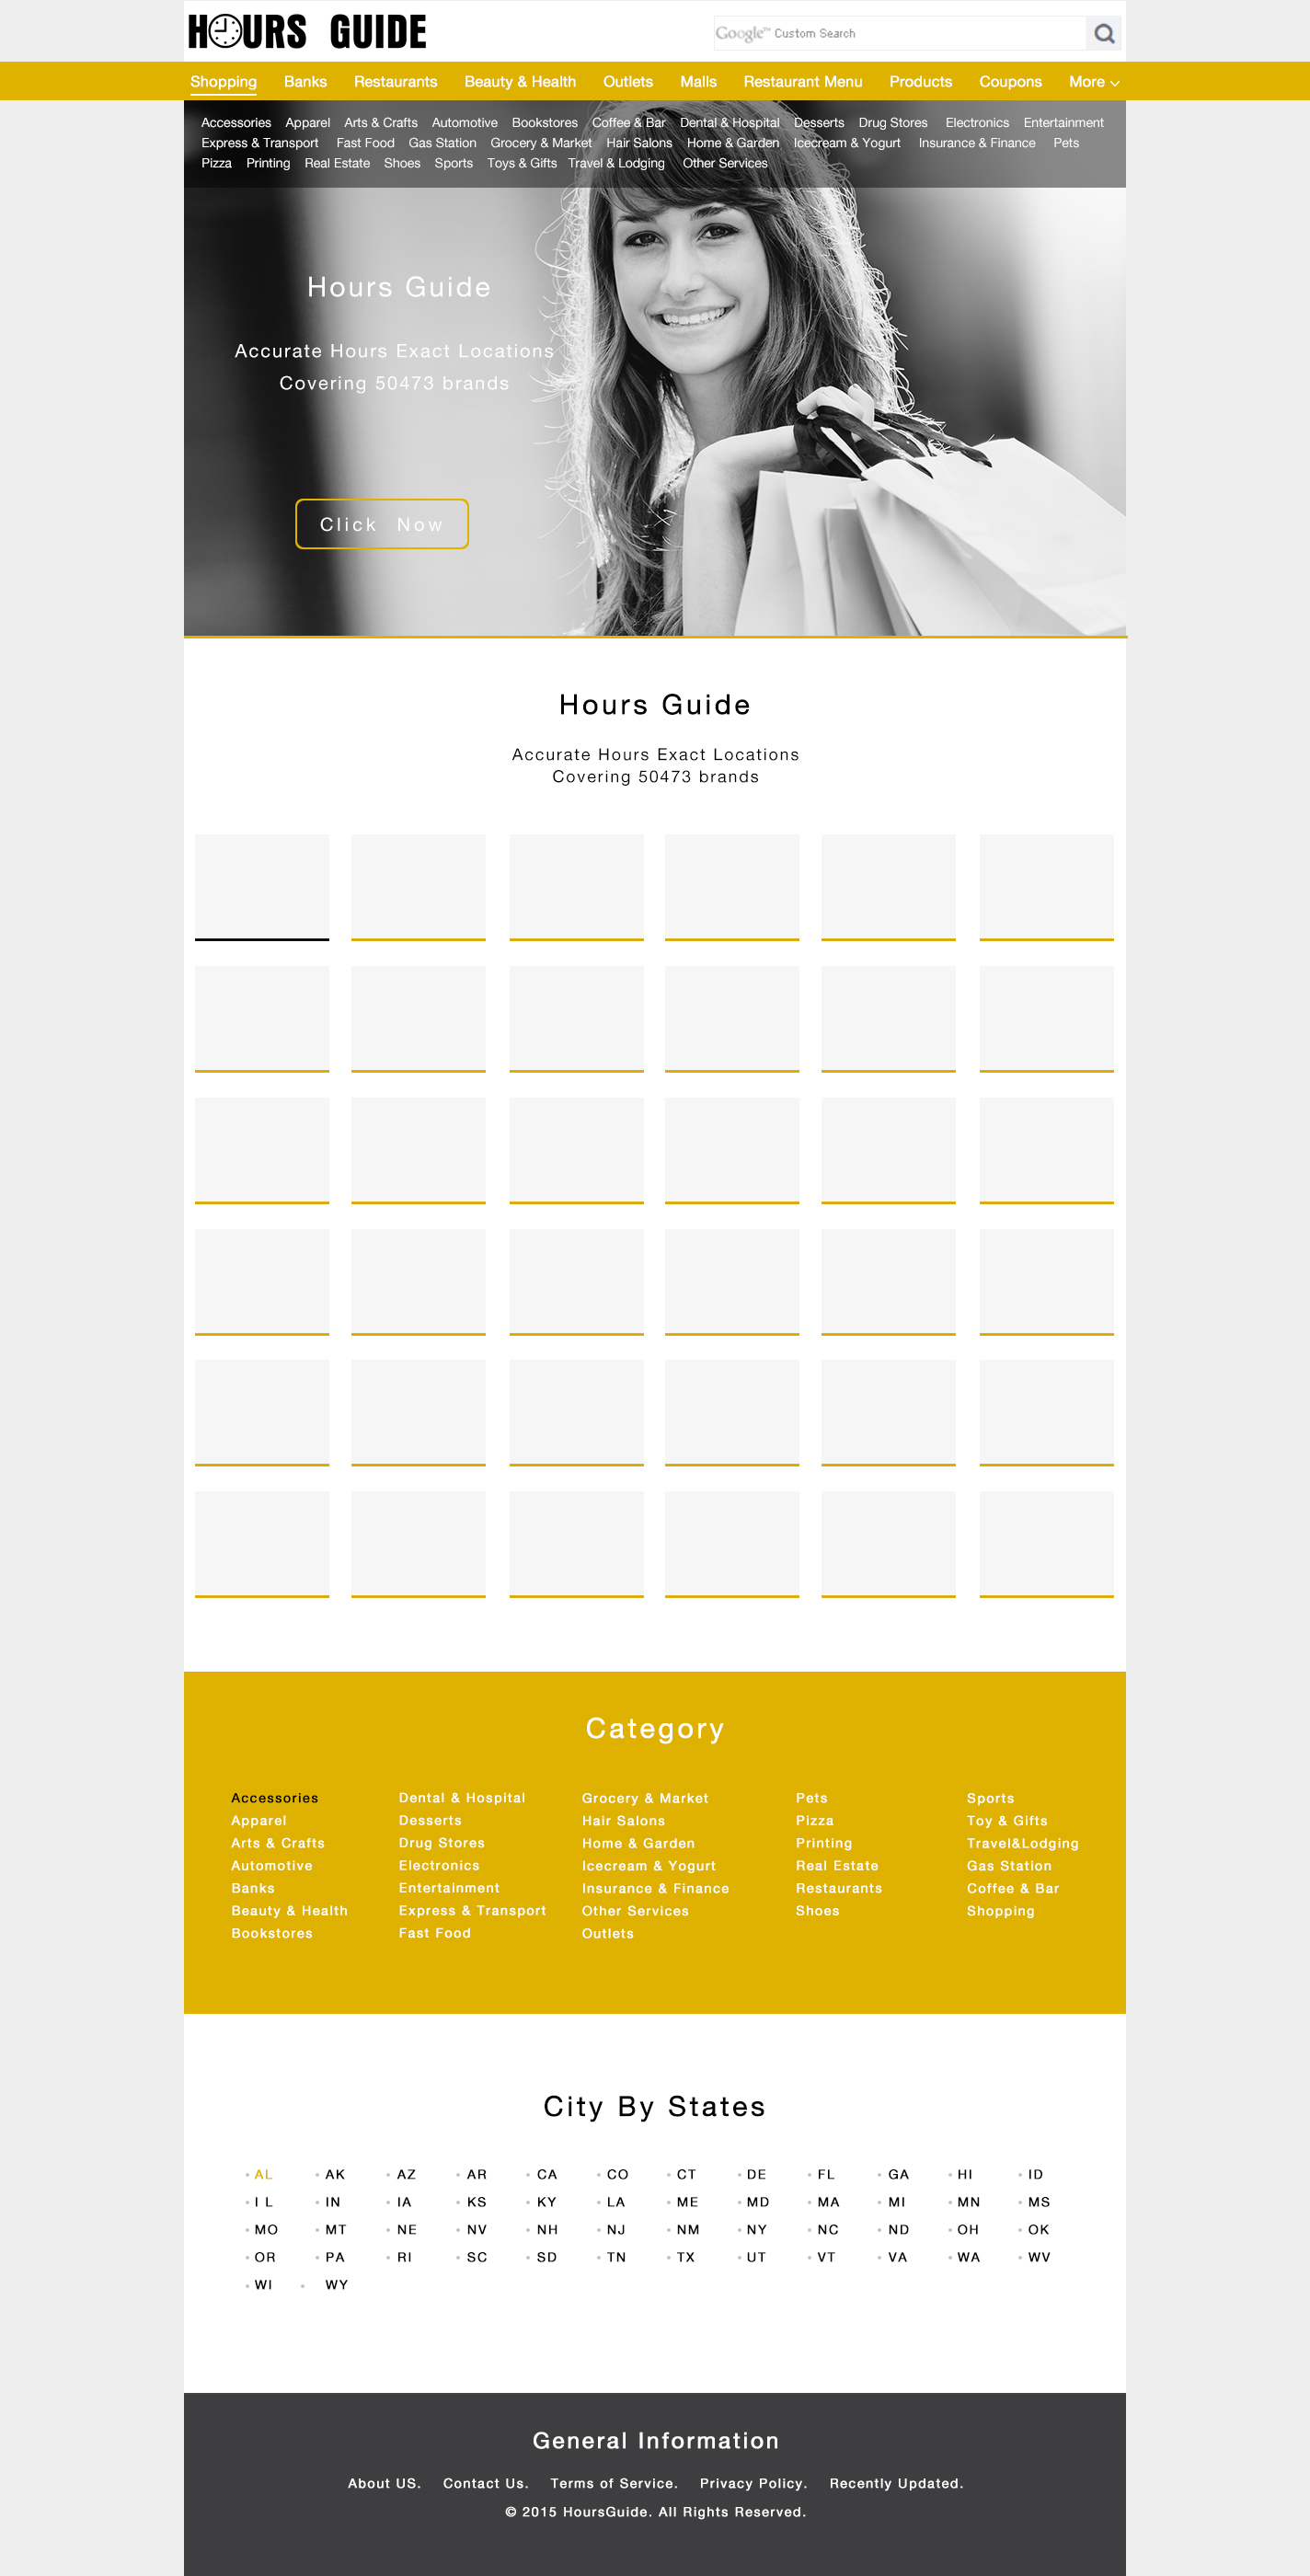 HOURS GUIDE
Google™ Custom Search
Shopping Banks Restaurants Beauty & Health Outlets Malls Restaurant Menu Products Coupons More
Accessories Apparel Arts & Crafts Automotive Bookstores Coffee & Bar Dental & Hospital Desserts Drug Stores Electronics Entertainment
Express & Transport Fast Food Gas Station Grocery & Market Hair Salons Home & Garden Icecream & Yogurt Insurance & Finance Pets
Pizza Printing Real Estate Shoes Sports Toys & Gifts Travel & Lodging Other Services
Hours Guide
Accurate Hours Exact Locations
Covering 50473 brands
Click Now
Hours Guide
Accurate Hours Exact Locations
Covering 50473 brands
Category
Accessories Dental & Hospital Grocery & Market Pets Sports
Apparel Desserts Hair Salons Pizza Toy & Gifts
Arts & Crafts Drug Stores Home & Garden Printing Travel&Lodging
Automotive Electronics Icecream & Yogurt Real Estate Gas Station
Banks Entertainment Insurance & Finance Restaurants Coffee & Bar
Beauty & Health Express & Transport Other Services Shoes Shopping
Bookstores Fast Food Outlets
City By States
AL AK AZ AR CA CO CT DE FL GA HI ID
I L IN IA KS KY LA ME MD MA MI MN MS
MO MT NE NV NH NJ NM NY NC ND OH OK
OR PA RI SC SD TN TX UT VT VA WA WV
WI WY
General Information
About US. Contact Us. Terms of Service. Privacy Policy. Recently Updated.
© 2015 HoursGuide. All Rights Reserved.